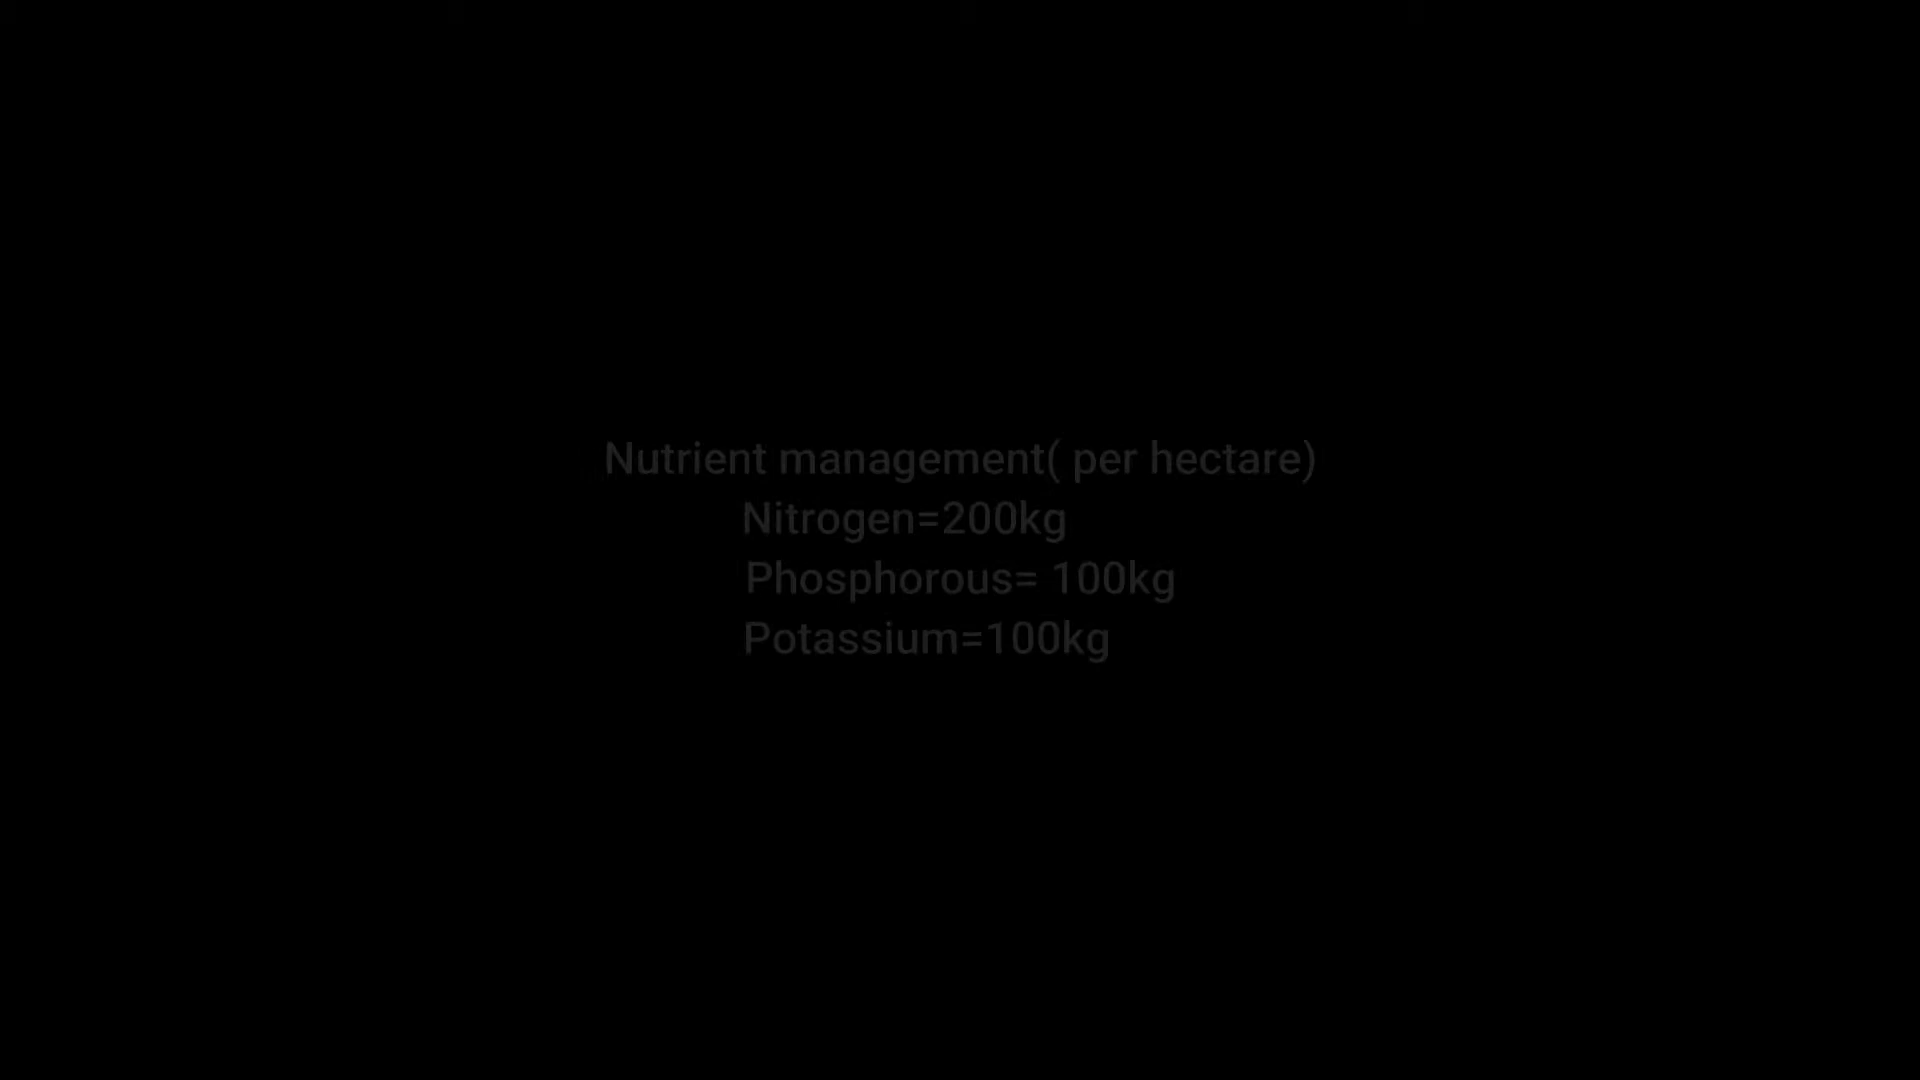 Nutrient management( per hectare)
Nitrogen=200kg
Phosphorous= 100kg
Potassium=100kg